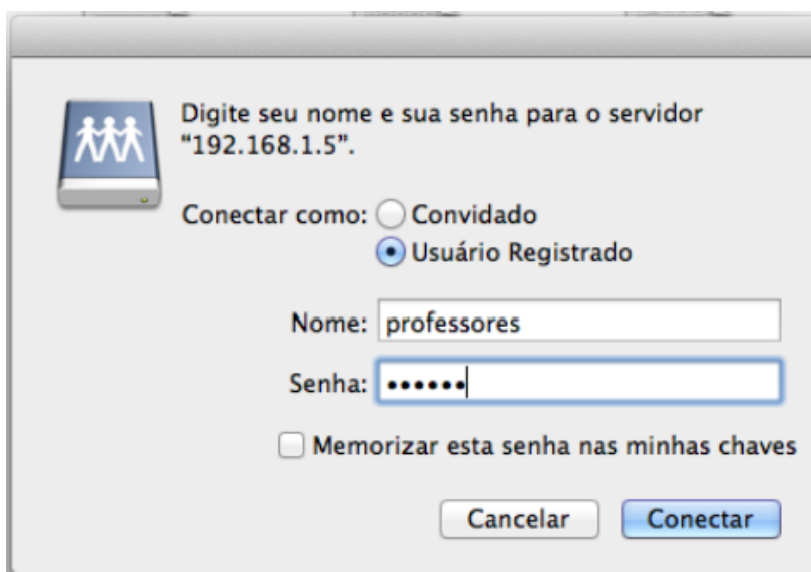 Digite seu nome e sua senha para o servidor
“192.168.1.5”.
Conectar como: Convidado
Usuário Registrado
Nome: professores
Senha: ••••••
Memorizar esta senha nas minhas chaves
Cancelar Conectar